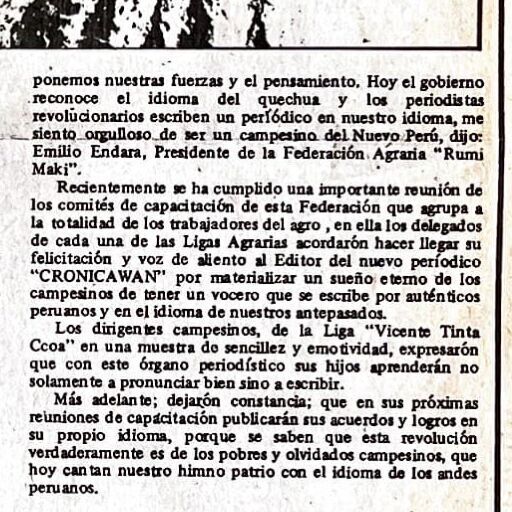 ponemos nuestras fuerzas y el pensamiento. Hoy el gobierno
reconoce el idioma del quechua y los periodistas
revolucionarios escriben un periódico en nuestro idioma, me
siento orgulloso de ser un campesino del Nuevo Perú, dijo:
Emilio Endara, Presidente de la Federación Agraria "Rumi
Maki".
Recientemente se ha cumplido una importante reunión de
los comités de capacitación de esta Federación que agrupa a
la totalidad de los trabajadores del agro , en ella los delegados
de cada una de las Ligas Agrarias acordarón hacer llegar su
felicitación y voz de aliento al Editor del nuevo períodico
"CRONICAWAN" por materializar un sueño eterno de los
campesinos de tener un vocero que se escribe por auténticos
peruanos y en el idioma de nuestros antepasados.
Los dirigentes campesinos, de la Liga "Vicente Tinta
Ccoa" en una muestra do sencillez y emotividad, expresarón
que con este órgano periodístico sus hijos aprenderán no
solamente a pronunciar bien sino a escribir.
Más adelante; dejarón constancia; que en sus próximas
reuniones de capacitación publicarán sus acuerdos y logros en
su propio idioma, porque se saben que esta revolución
verdaderamente es de los pobres y olvidados campesinos, que
hoy cantan nuestro himno patrio con el idioma de los andes
peruanos.